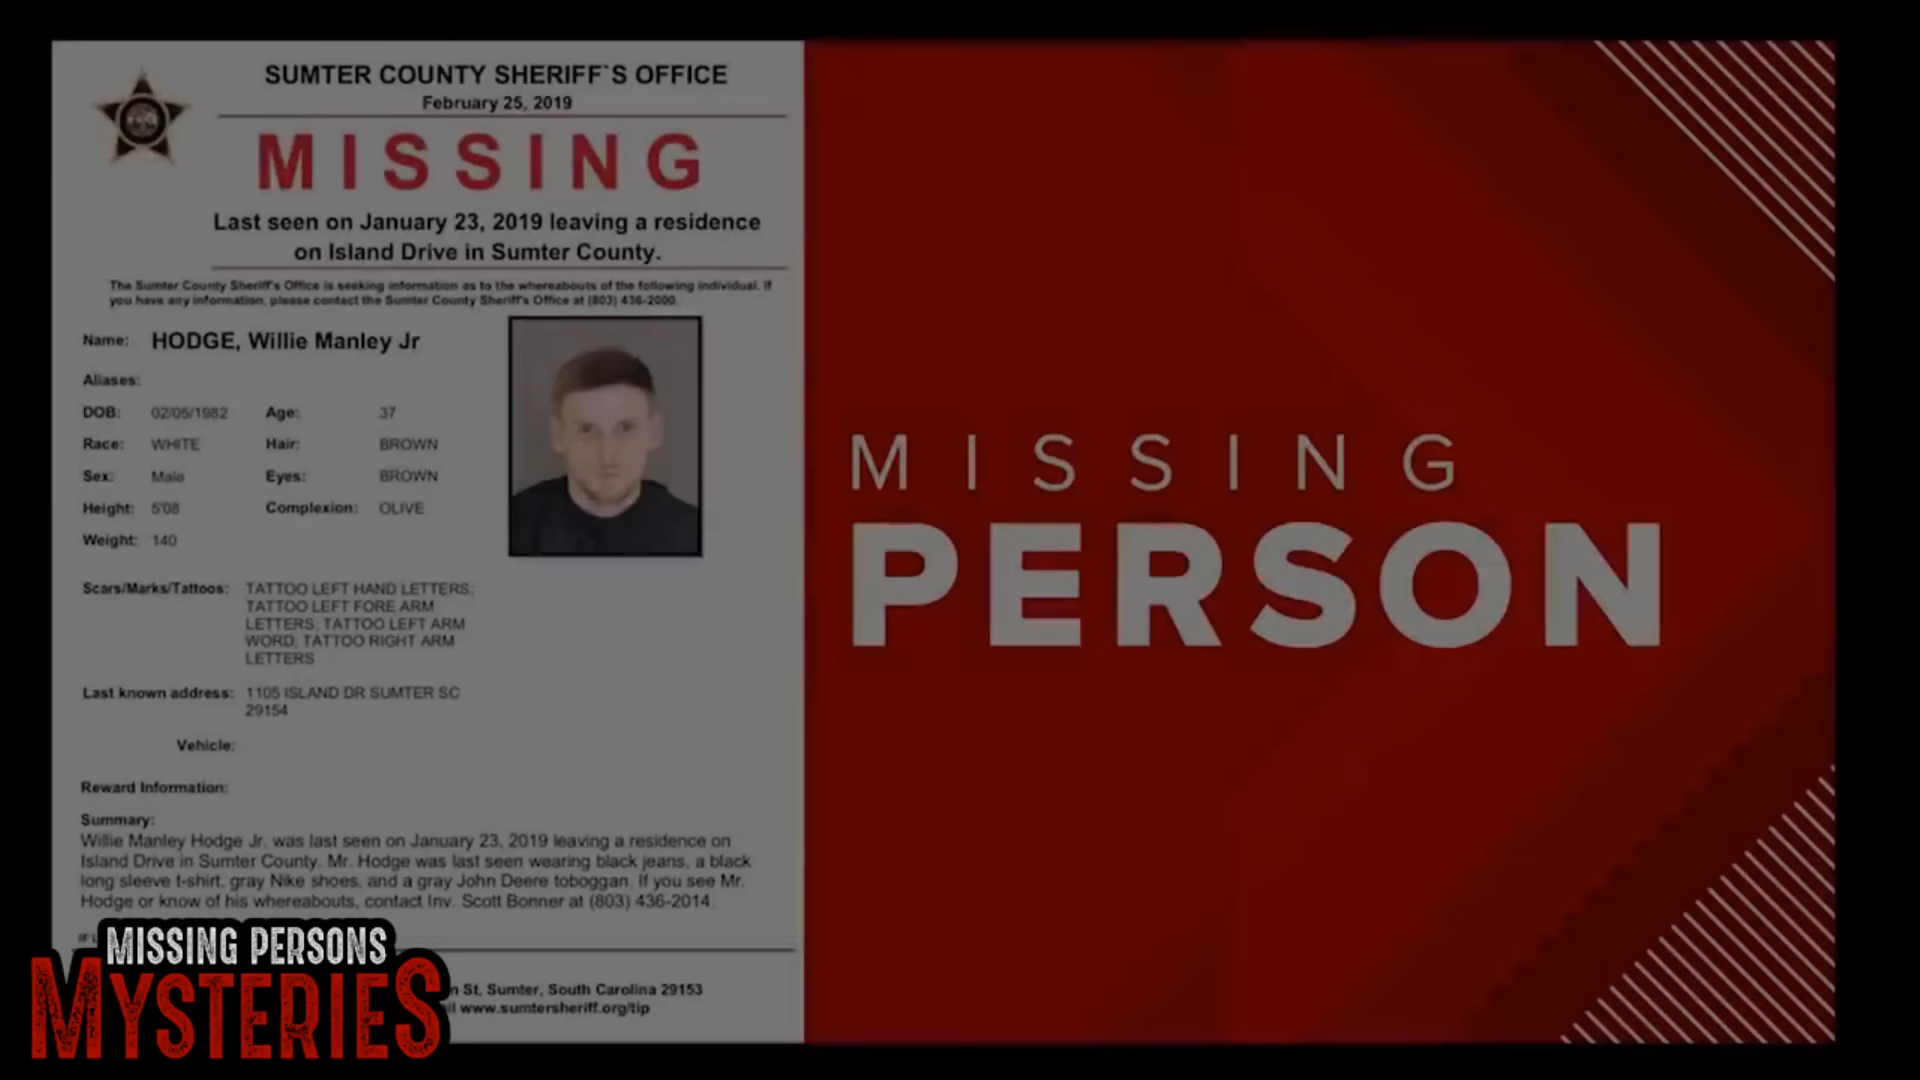 SUMTER COUNTY SHERIFF`S OFFICE
February 25, 2019
MISSING
Last seen on January 23, 2019 leaving a residence
on Island Drive in Sumter County.
The Sumter County Sheriff's Office is seeking information as to the whereabouts of the following individual. If
you have any information, please contact the Sumter County Sheriff's Office at (803) 436-2000.
Name: HODGE, Willie Manley Jr
Aliases:
DOB: 02/05/1982 Age: 37
Race: WHITE Hair: BROWN
Sex: Male Eyes: BROWN
Height: 5'08 Complexion: OLIVE
Weight: 140
Scars/Marks/Tattoos: TATTOO LEFT HAND LETTERS;
TATTOO LEFT FORE ARM
LETTERS; TATTOO LEFT ARM
WORD; TATTOO RIGHT ARM
LETTERS
Last known address: 1105 ISLAND DR SUMTER SC
29154
Vehicle:
Reward Information:
Summary:
Willie Manley Hodge Jr. was last seen on January 23, 2019 leaving a residence on
Island Drive in Sumter County. Mr. Hodge was last seen wearing black jeans, a black
long sleeve t-shirt, gray Nike shoes, and a gray John Deere toboggan. If you see Mr.
Hodge or know of his whereabouts, contact Inv. Scott Bonner at (803) 436-2014.
St, Sumter, South Carolina 29153
www.sumtersheriff.org/tip
MISSING
PERSON
MISSING PERSONS
MYSTERIES